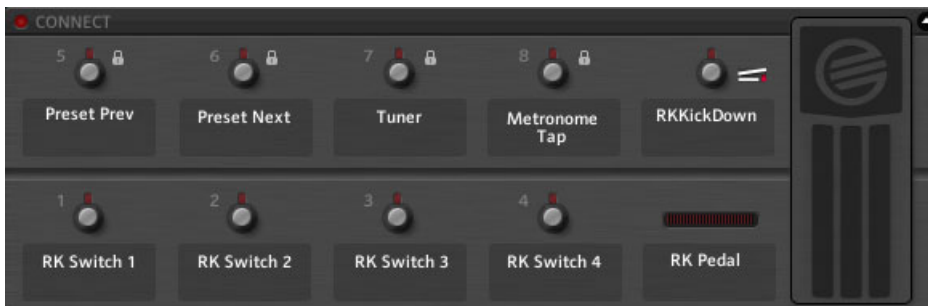 CONNECT
5
6
7
8
Preset Prev
Preset Next
Tuner
Metronome
Tap
RKKickDown
1
2
3
4
RK Switch 1
RK Switch 2
RK Switch 3
RK Switch 4
RK Pedal